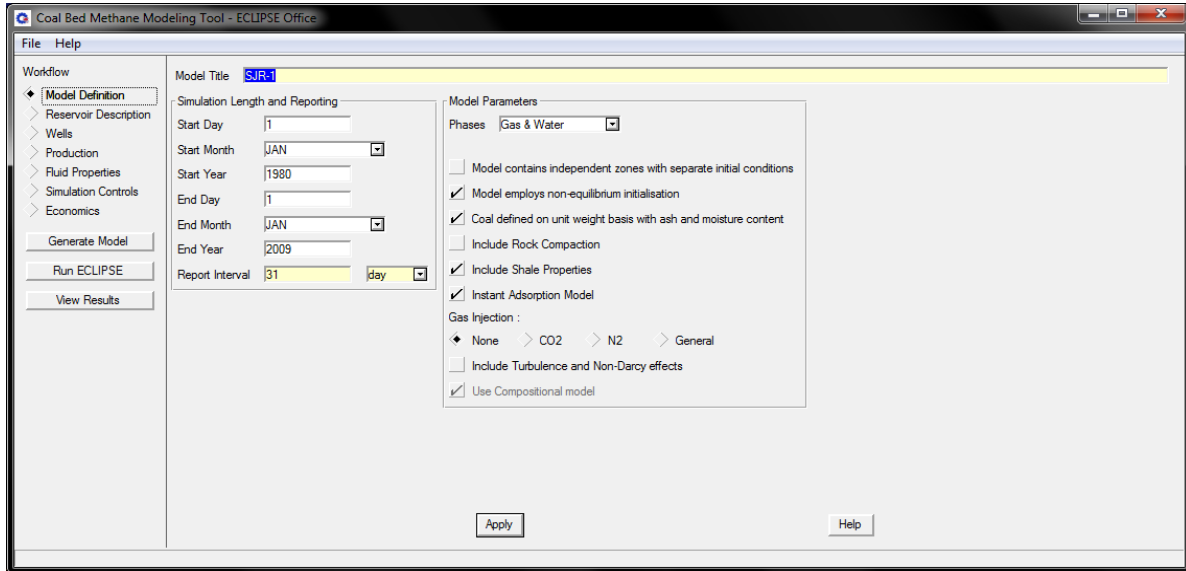 Coal Bed Methane Modeling Tool - ECLIPSE Office
File Help
Workflow
Model Definition
Reservoir Description
Wells
Production
Fluid Properties
Simulation Controls
Economics
Generate Model
Run ECLIPSE
View Results
Model Title SJR-1
Simulation Length and Reporting
Start Day 1
Start Month JAN
Start Year 1980
End Day 1
End Month JAN
End Year 2009
Report Interval 31 day
Model Parameters
Phases Gas & Water
Model contains independent zones with separate initial conditions
Model employs non-equilibrium initialisation
Coal defined on unit weight basis with ash and moisture content
Include Rock Compaction
Include Shale Properties
Instant Adsorption Model
Gas Injection :
None CO2 N2 General
Include Turbulence and Non-Darcy effects
Use Compositional model
Apply Help